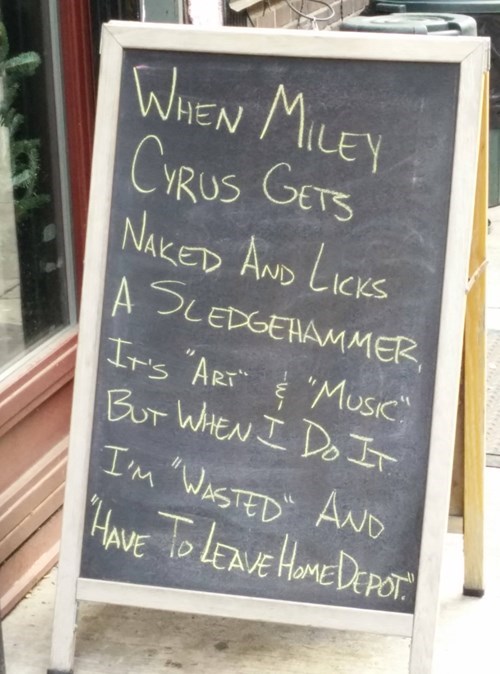 WHEN MILEY
CYRUS GETS
NAKED AND LICKS
A SLEDGEHAMMER,
IT'S "ART" & "MUSIC".
BUT WHEN I DO IT
I'M "WASTED" AND
"HAVE TO LEAVE HOME DEPOT."